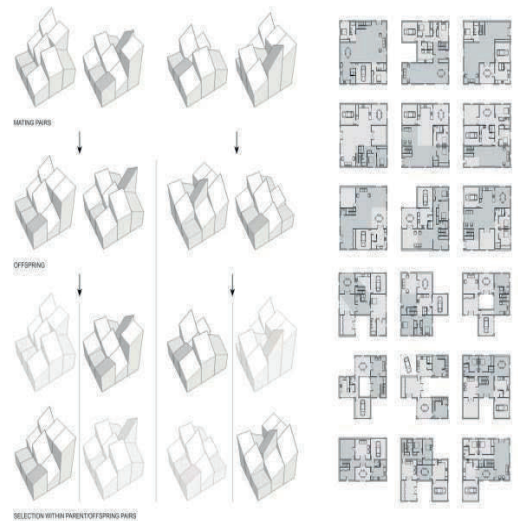 MATING PAIRS
OFFSPRING
SELECTION WITHIN PARENT/OFFSPRING PAIRS